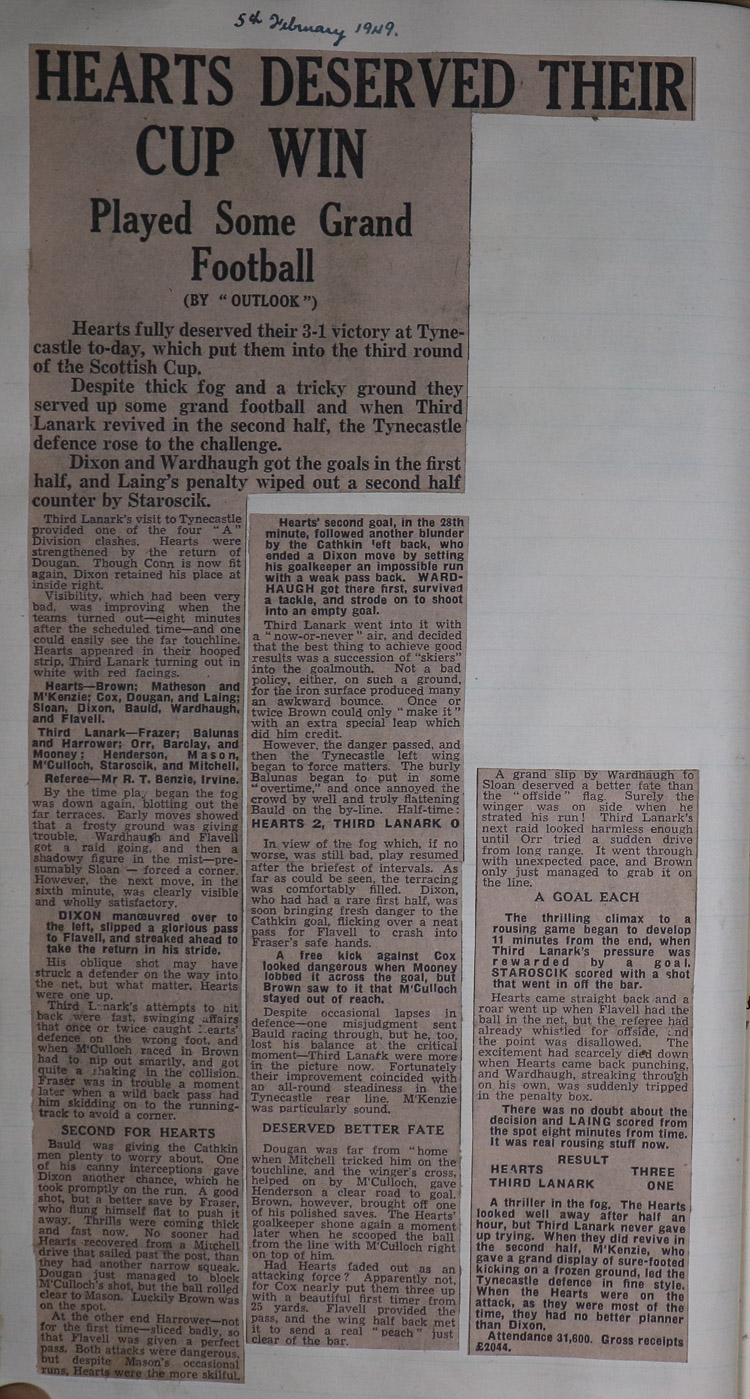 5th February 1949.
HEARTS DESERVED THEIR
CUP WIN
Played Some Grand
Football
(BY "OUTLOOK")
Hearts fully deserved their 3-1 victory at Tyne-
castle to-day, which put them into the third round
of the Scottish Cup.
Despite thick fog and a tricky ground they
served up some grand football and when Third
Lanark revived in the second half, the Tynecastle
defence rose to the challenge.
Dixon and Wardhaugh got the goals in the first
half, and Laing's penalty wiped out a second half
counter by Staroscik.
Third Lanark's visit to Tynecastle
provided one of the four "A"
Division clashes. Hearts were
strengthened by the return of
Dougan. Though Conn is now fit
again, Dixon retained his place at
inside right.
Visibility, which had been very
bad, was improving when the
teams turned out—eight minutes
after the scheduled time—and one
could easily see the far touchline.
Hearts appeared in their hooped
strip, Third Lanark turning out in
white with red facings.
Hearts—Brown; Matheson and
M'Kenzie; Cox, Dougan, and Laing;
Sloan, Dixon, Bauld, Wardhaugh,
and Flavell.
Third Lanark—Frazer; Balunas
and Harrower; Orr, Barclay, and
Mooney; Henderson, Mason,
M'Culloch, Staroscik, and Mitchell.
Referee—Mr R. T. Benzie, Irvine.
By the time play began the fog
was down again, blotting out the
far terraces. Early moves showed
that a frosty ground was giving
trouble. Wardhaugh and Flavell
got a raid going, and then a
shadowy figure in the mist—pre-
sumably Sloan — forced a corner.
However, the next move, in the
sixth minute, was clearly visible
and wholly satisfactory.
DIXON manœuvred over to
the left, slipped a glorious pass
to Flavell, and streaked ahead to
take the return in his stride.
His oblique shot may have
struck a defender on the way into
the net, but what matter. Hearts
were one up.
Third Lanark's attempts to hit
back were fast, swinging affairs
that once or twice caught Hearts'
defence on the wrong foot, and
when M'Culloch raced in Brown
had to nip out smartly, and got
quite a shaking in the collision.
Fraser was in trouble a moment
later when a wild back pass had
him skidding on to the running-
track to avoid a corner.
SECOND FOR HEARTS
Bauld was giving the Cathkin
men plenty to worry about. One
of his canny interceptions gave
Dixon another chance, which he
took promptly on the run. A good
shot, but a better save by Fraser,
who flung himself flat to push it
away. Thrills were coming thick
and fast now. No sooner had
Hearts recovered from a Mitchell
drive that sailed past the post, than
they had another narrow squeak.
Dougan just managed to block
M'Culloch's shot, but the ball rolled
clear to Mason. Luckily Brown was
on the spot.
At the other end Harrower—not
for the first time—sliced badly, so
that Flavell was given a perfect
pass. Both attacks were dangerous,
but despite Mason's occasional
runs, Hearts were the more skilful.
Hearts' second goal, in the 28th
minute, followed another blunder
by the Cathkin left back, who
ended a Dixon move by setting
his goalkeeper an impossible run
with a weak pass back. WARD-
HAUGH got there first, survived
a tackle, and strode on to shoot
into an empty goal.
Third Lanark went into it with
a "now-or-never" air, and decided
that the best thing to achieve good
results was a succession of "skiers"
into the goalmouth. Not a bad
policy, either, on such a ground,
for the iron surface produced many
an awkward bounce. Once or
twice Brown could only "make it"
with an extra special leap which
did him credit.
However, the danger passed, and
then the Tynecastle left wing
began to force matters. The burly
Balunas began to put in some
"overtime," and once annoyed the
crowd by well and truly flattening
Bauld on the by-line. Half-time:
HEARTS 2, THIRD LANARK 0
In view of the fog which, if no
worse, was still bad, play resumed
after the briefest of intervals. As
far as could be seen, the terracing
was comfortably filled. Dixon,
who had had a rare first half, was
soon bringing fresh danger to the
Cathkin goal, flicking over a neat
pass for Flavell to crash into
Fraser's safe hands.
A free kick against Cox
looked dangerous when Mooney
lobbed it across the goal, but
Brown saw to it that M'Culloch
stayed out of reach.
Despite occasional lapses in
defence—one misjudgment sent
Bauld racing through, but he, too,
lost his balance at the critical
moment—Third Lanark were more
in the picture now. Fortunately
their improvement coincided with
an all-round steadiness in the
Tynecastle rear line. M'Kenzie
was particularly sound.
DESERVED BETTER FATE
Dougan was far from "home
when Mitchell tricked him on the
touchline, and the winger's cross,
helped on by M'Culloch, gave
Henderson a clear road to goal.
Brown, however, brought off one
of his polished saves. The Hearts'
goalkeeper shone again a moment
later when he scooped the ball
from the line with M'Culloch right
on top of him.
Had Hearts faded out as an
attacking force? Apparently not,
for Cox nearly put them three up
with a beautiful first timer from
25 yards. Flavell provided the
pass, and the wing half back met
it to send a real "peach" just
clear of the bar.
A grand slip by Wardhaugh to
Sloan deserved a better fate than
the "offside" flag. Surely the
winger was on side when he
strated his run! Third Lanark's
next raid looked harmless enough
until Orr tried a sudden drive
from long range. It went through
with unexpected pace, and Brown
only just managed to grab it on
the line.
A GOAL EACH
The thrilling climax to a
rousing game began to develop
11 minutes from the end, when
Third Lanark's pressure was
rewarded by a goal.
STAROSCIK scored with a shot
that went in off the bar.
Hearts came straight back and a
roar went up when Flavell had the
ball in the net, but the referee had
already whistled for offside, and
the point was disallowed. The
excitement had scarcely died down
when Hearts came back punching,
and Wardhaugh, streaking through
on his own, was suddenly tripped
in the penalty box.
There was no doubt about the
decision and LAING scored from
the spot eight minutes from time.
It was real rousing stuff now.
RESULT
HEARTS THREE
THIRD LANARK ONE
A thriller in the fog. The Hearts
looked well away after half an
hour, but Third Lanark never gave
up trying. When they did revive in
the second half, M'Kenzie, who
gave a grand display of sure-footed
kicking on a frozen ground, led the
Tynecastle defence in fine style.
When the Hearts were on the
attack, as they were most of the
time, they had no better planner
than Dixon.
Attendance 31,600. Gross receipts
£2044.